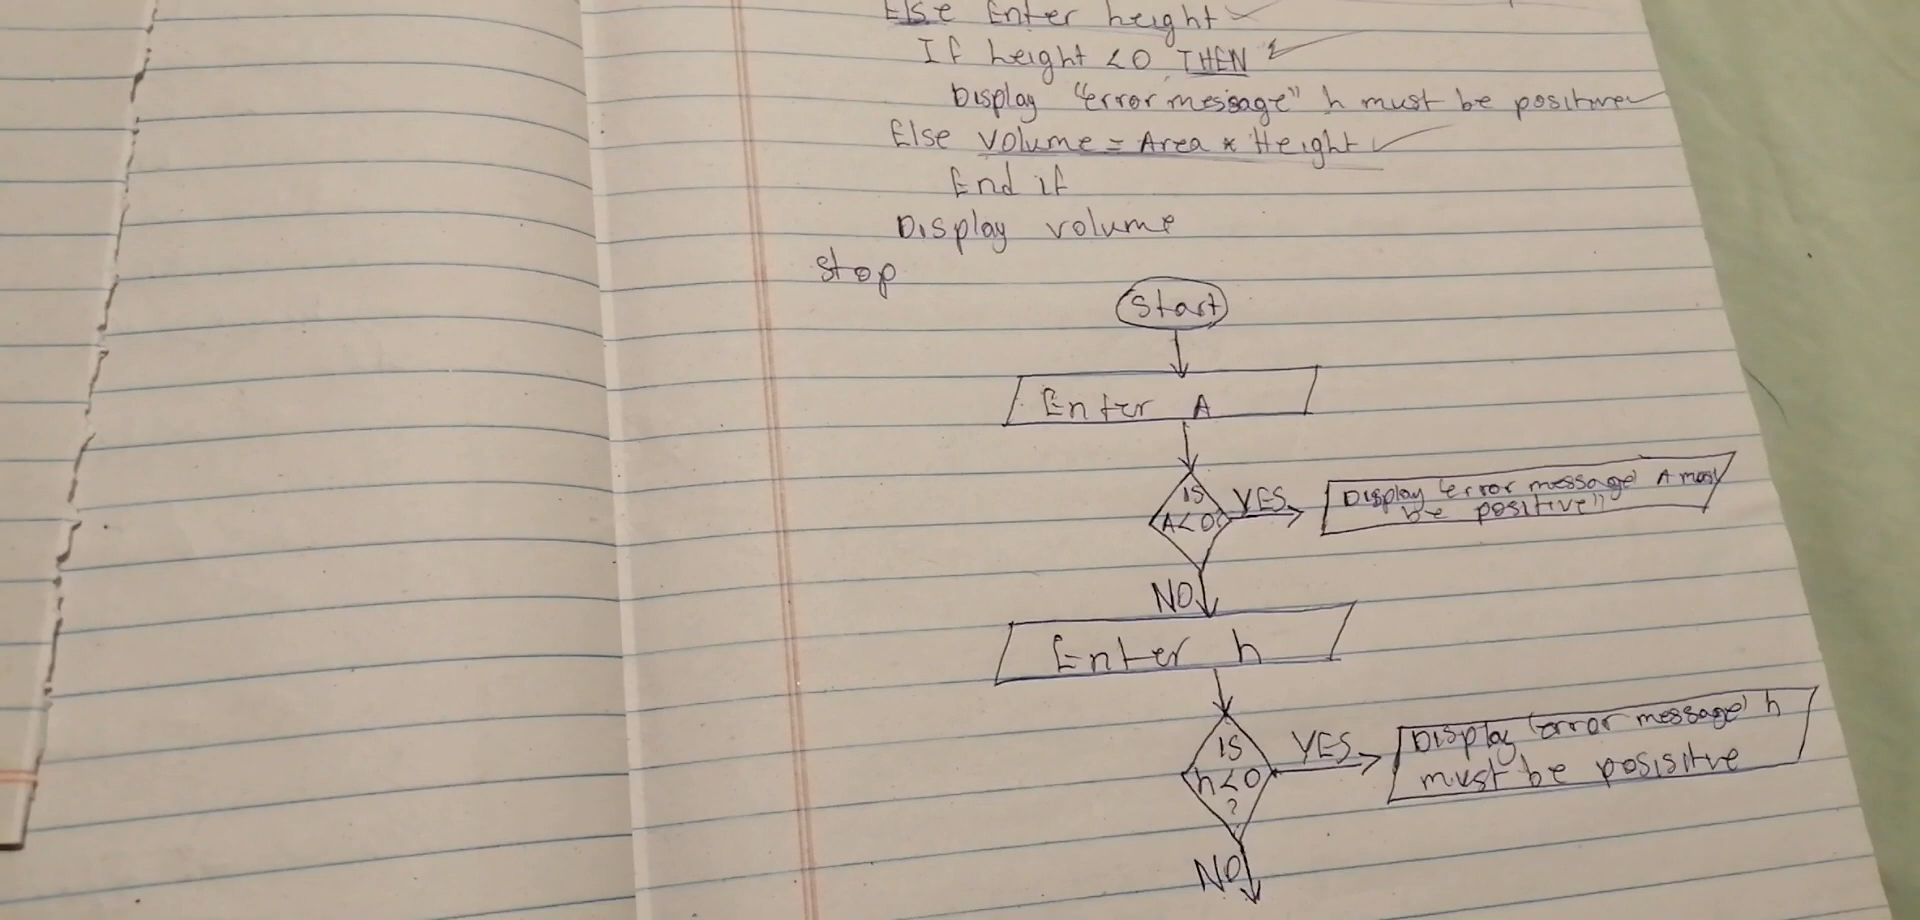 Else Enter height
If height <0 THEN
Display "error message" h must be positive
Else volume = Area * Height
End if
Display volume
Stop
Start
Enter A
IS
A<0?
YES
Display (error message) A must
be positive"
NO
Enter h
IS
h<0
?
YES
Display (error message) h
must be posisitve
NO